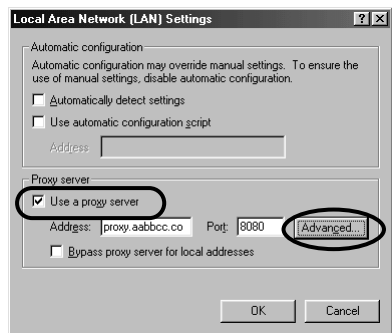 Local Area Network (LAN) Settings
Automatic configuration
Automatic configuration may override manual settings. To ensure the
use of manual settings, disable automatic configuration.
Automatically detect settings
Use automatic configuration script
Address
Proxy server
Use a proxy server
Address: proxy.aabbcc.co Port: 8080 Advanced...
Bypass proxy server for local addresses
OK Cancel